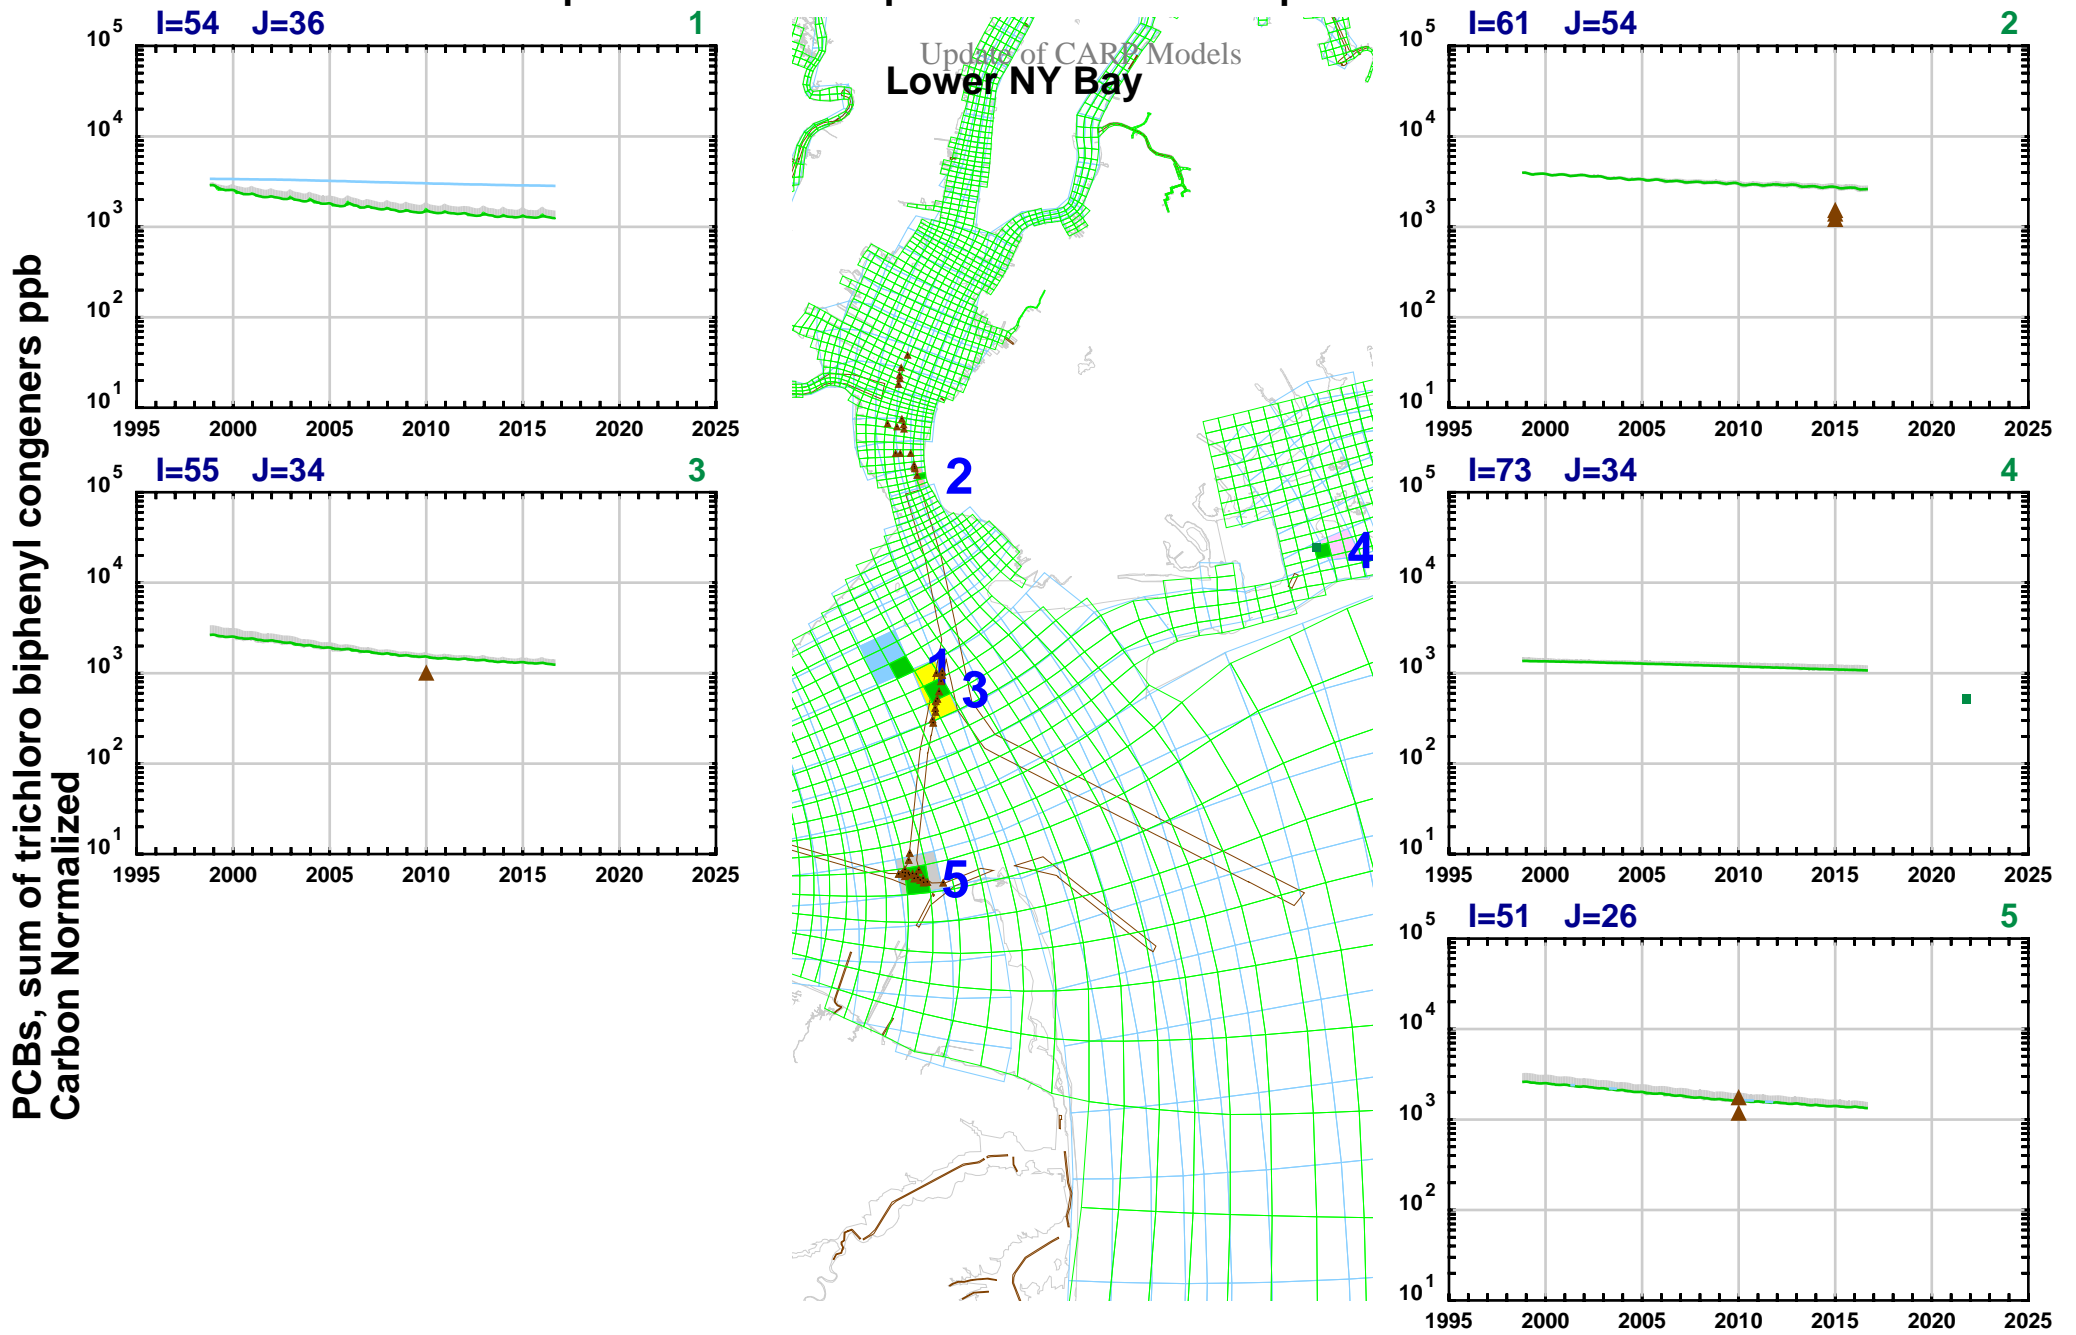 Update of CARP Models
Lower NY Bay
PCBs, sum of trichloro biphenyl congeners ppb
Carbon Normalized
I=54 J=36 1
10^5
10^4
10^3
10^2
10^1
1995 2000 2005 2010 2015 2020 2025
I=61 J=54 2
10^5
10^4
10^3
10^2
10^1
1995 2000 2005 2010 2015 2020 2025
I=55 J=34 3
10^5
10^4
10^3
10^2
10^1
1995 2000 2005 2010 2015 2020 2025
I=73 J=34 4
10^5
10^4
10^3
10^2
10^1
1995 2000 2005 2010 2015 2020 2025
I=51 J=26 5
10^5
10^4
10^3
10^2
10^1
1995 2000 2005 2010 2015 2020 2025
2
4
1
3
5